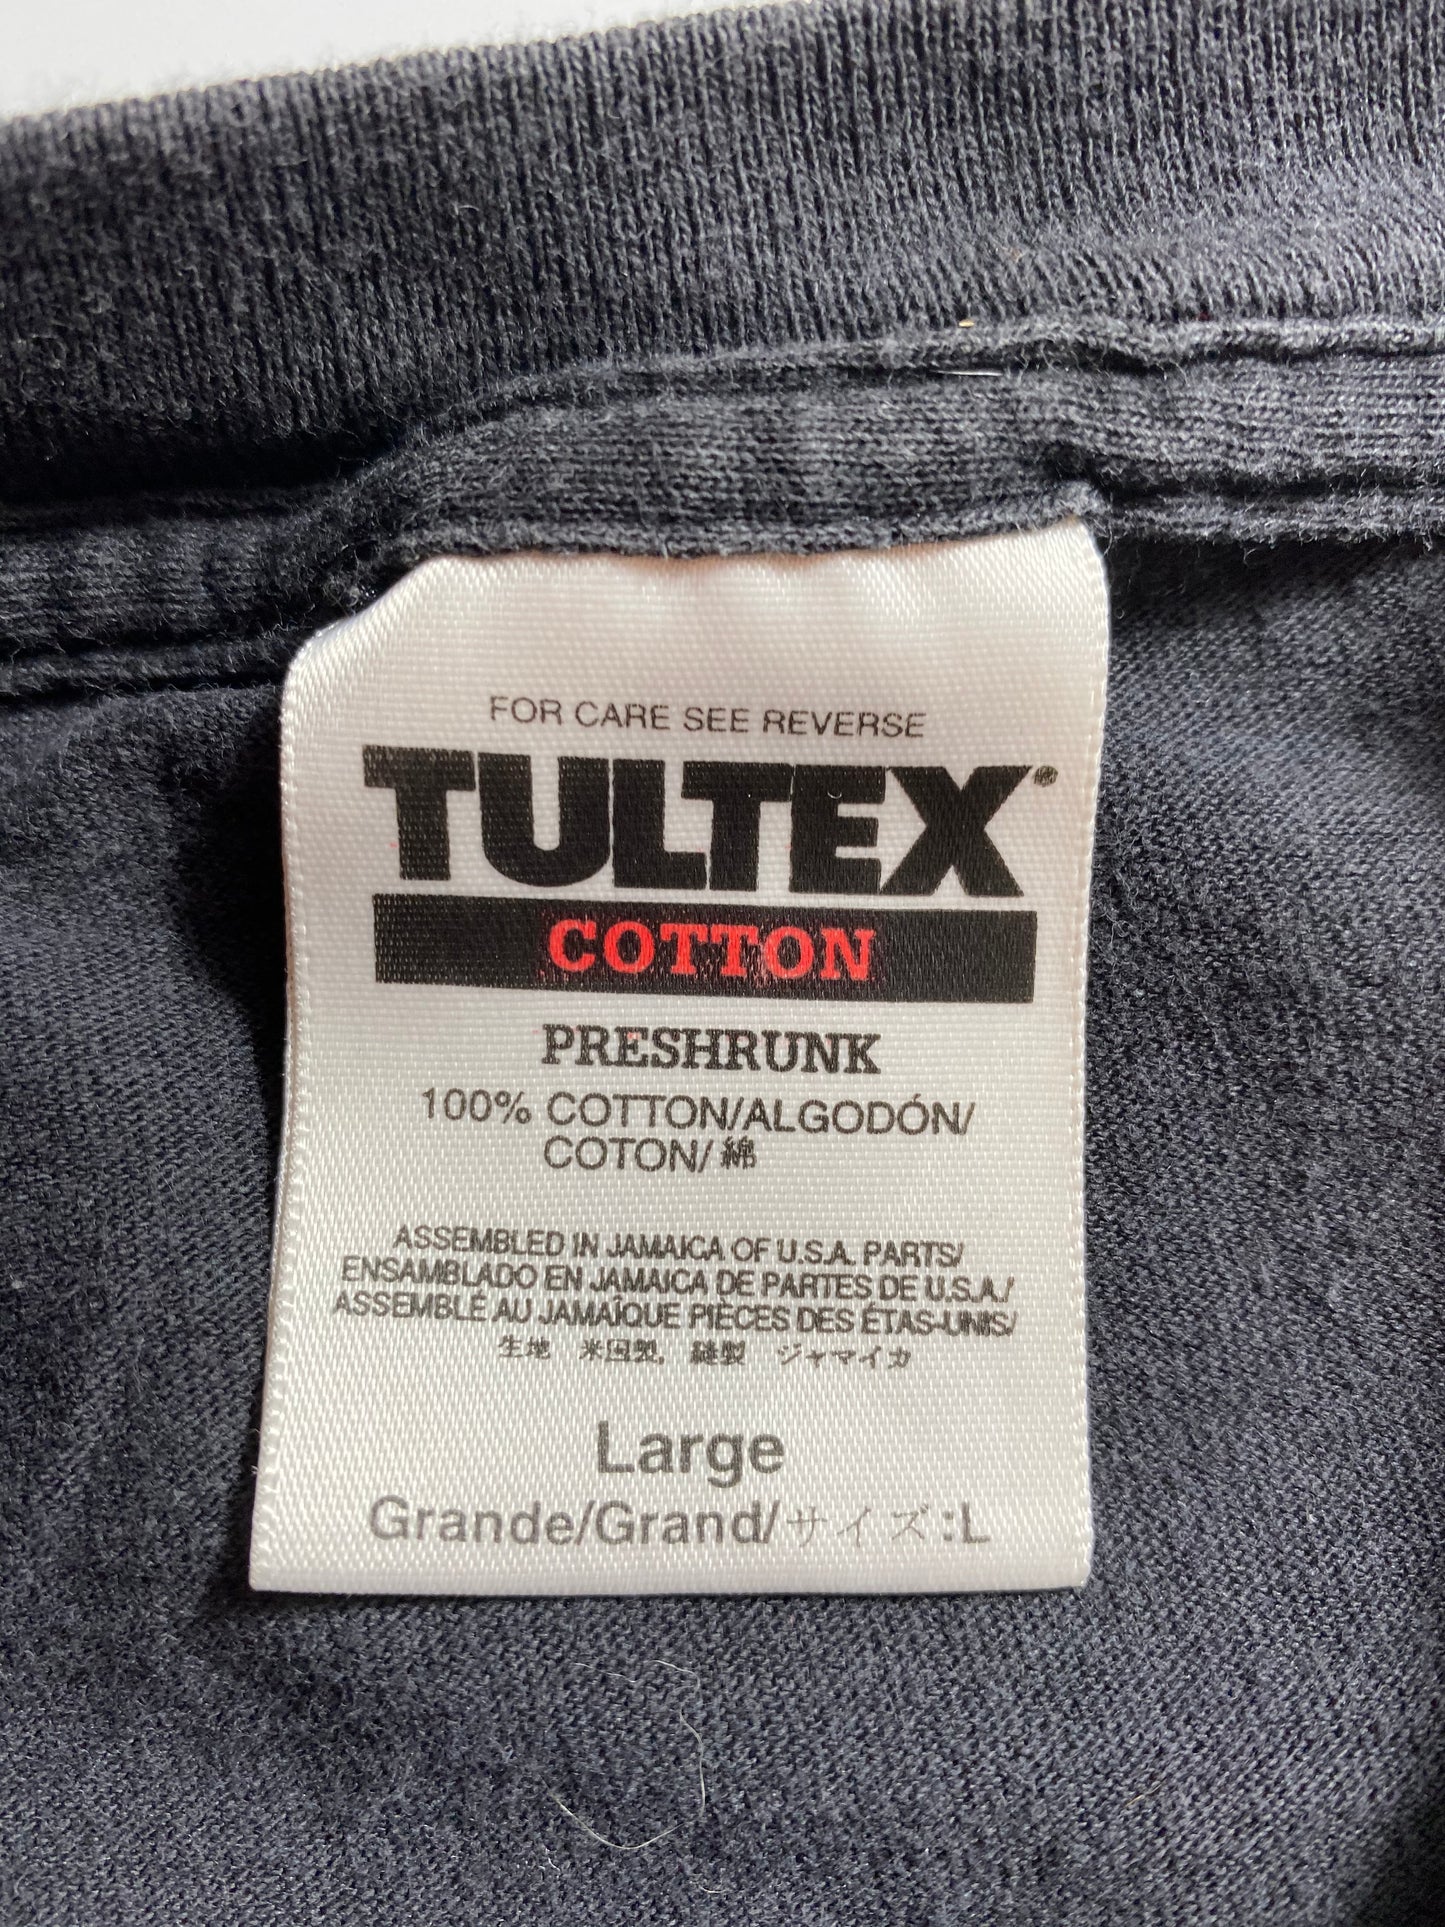 FOR CARE SEE REVERSE
TULTEX®
COTTON
PRESHRUNK
100% COTTON/ALGODÓN/
COTON/綿
ASSEMBLED IN JAMAICA OF U.S.A. PARTS/
ENSAMBLADO EN JAMAICA DE PARTES DE U.S.A./
ASSEMBLÉ AU JAMAÏQUE PIÈCES DES ÉTAS-UNIS/
生地 米国製, 縫製 ジャマイカ
Large
Grande/Grand/サイズ:L